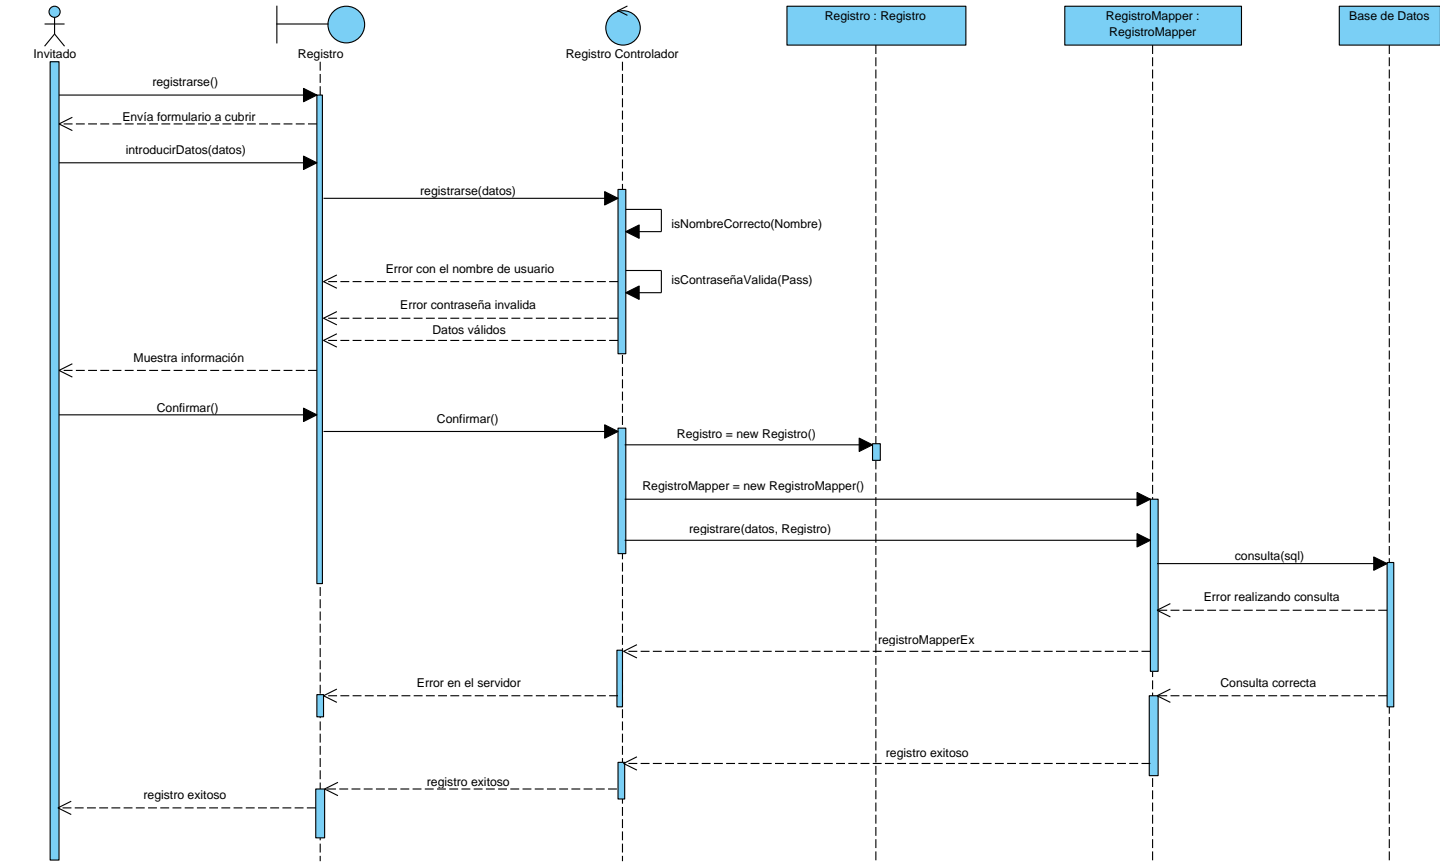 Registro : Registro
RegistroMapper :
RegistroMapper
Base de Datos
Invitado
Registro
Registro Controlador
registrarse()
Envía formulario a cubrir
introducirDatos(datos)
registrarse(datos)
isNombreCorrecto(Nombre)
Error con el nombre de usuario
isContraseñaValida(Pass)
Error contraseña invalida
Datos válidos
Muestra información
Confirmar()
Confirmar()
Registro = new Registro()
RegistroMapper = new RegistroMapper()
registrare(datos, Registro)
consulta(sql)
Error realizando consulta
registroMapperEx
Error en el servidor
Consulta correcta
registro exitoso
registro exitoso
registro exitoso